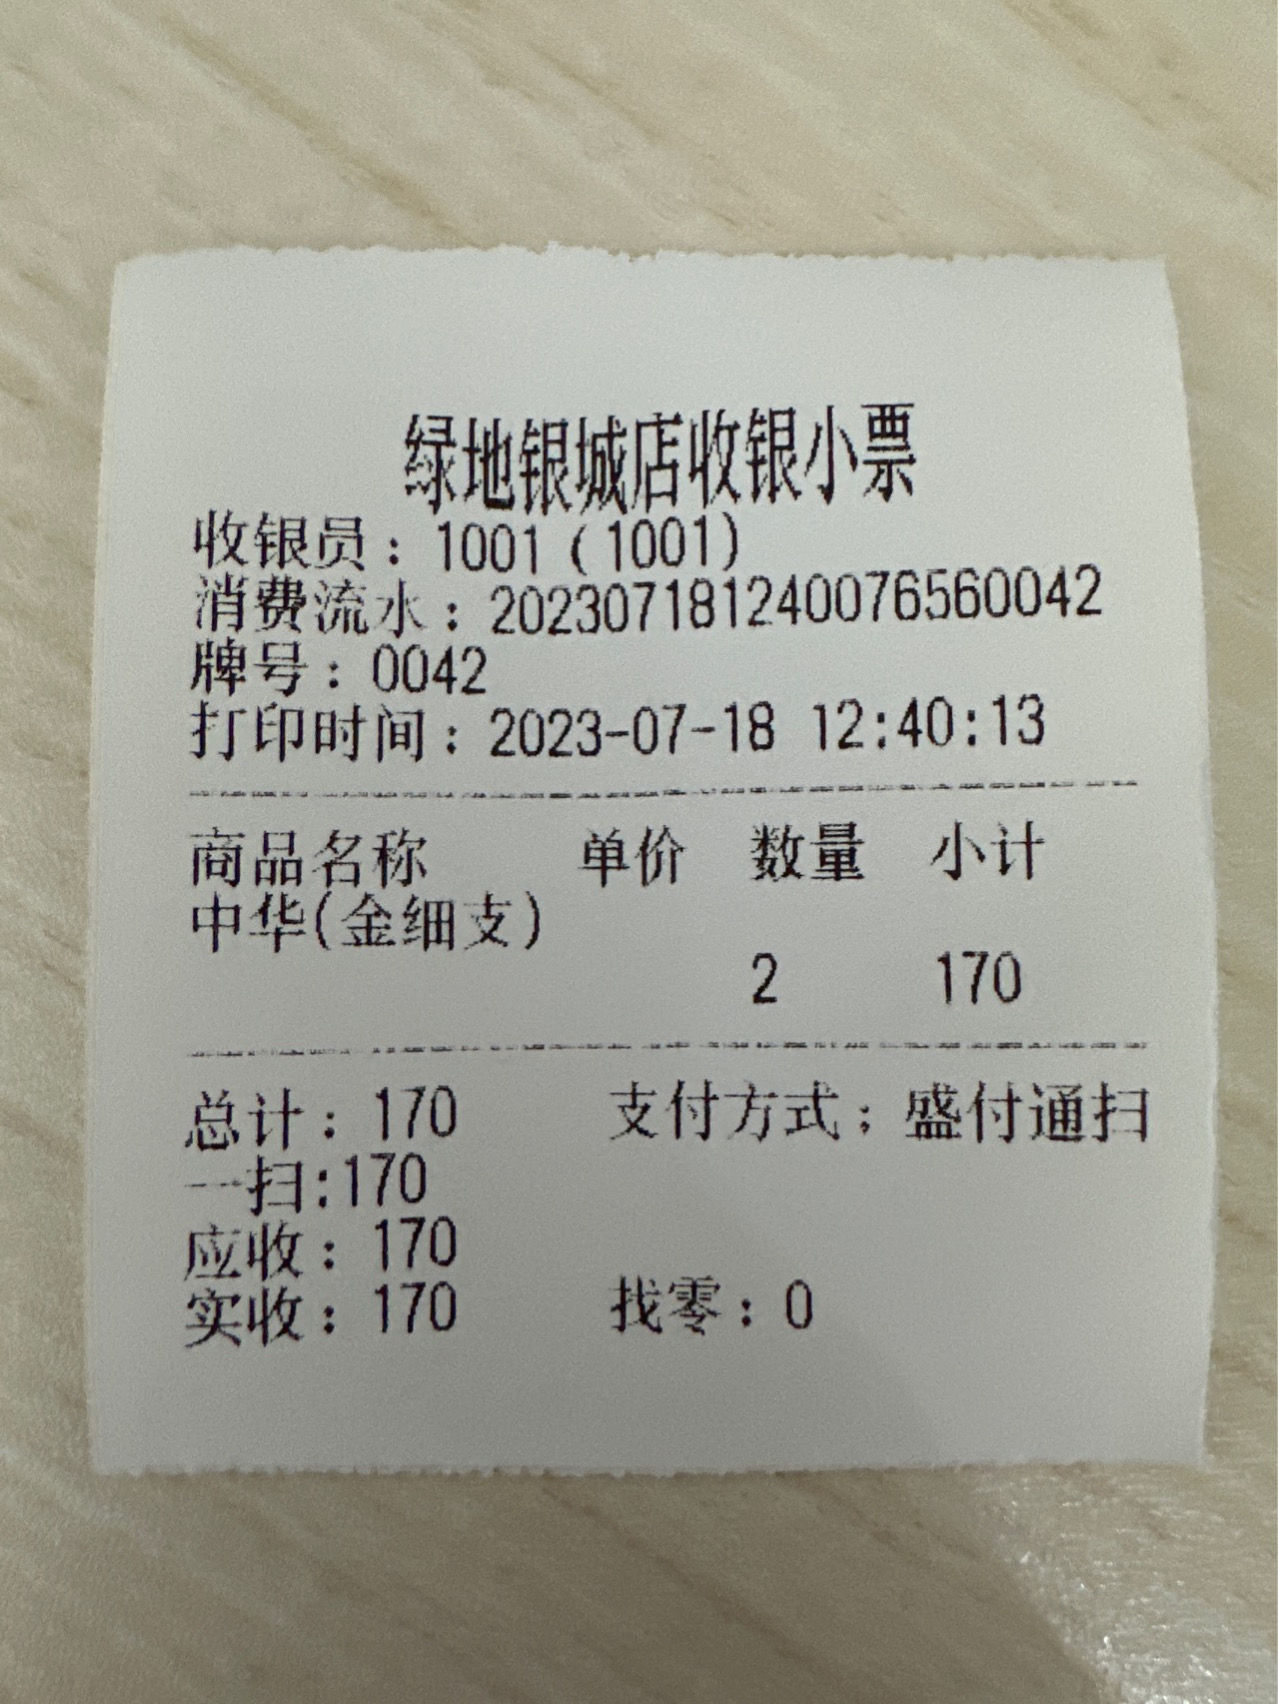 绿地银城店收银小票
收银员：1001（1001）
消费流水：202307181240076560042
牌号：0042
打印时间：2023-07-18 12:40:13
商品名称 单价 数量 小计
中华(金细支)
2 170
总计：170 支付方式；盛付通扫
一扫:170
应收：170
实收：170 找零：0